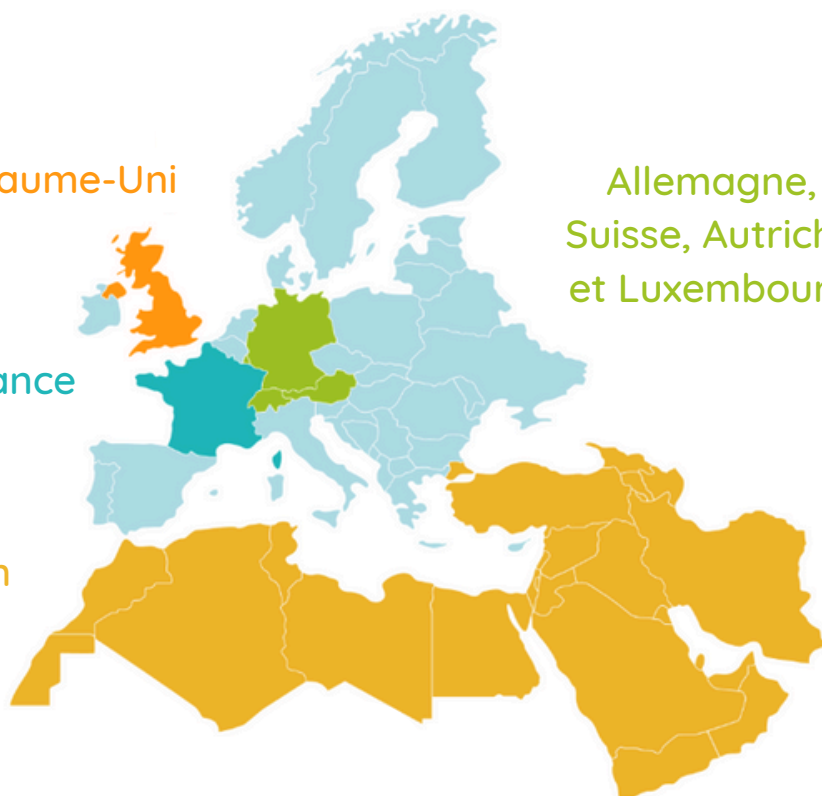 aume-Uni
Allemagne,
Suisse, Autrich
et Luxembour
ance
n